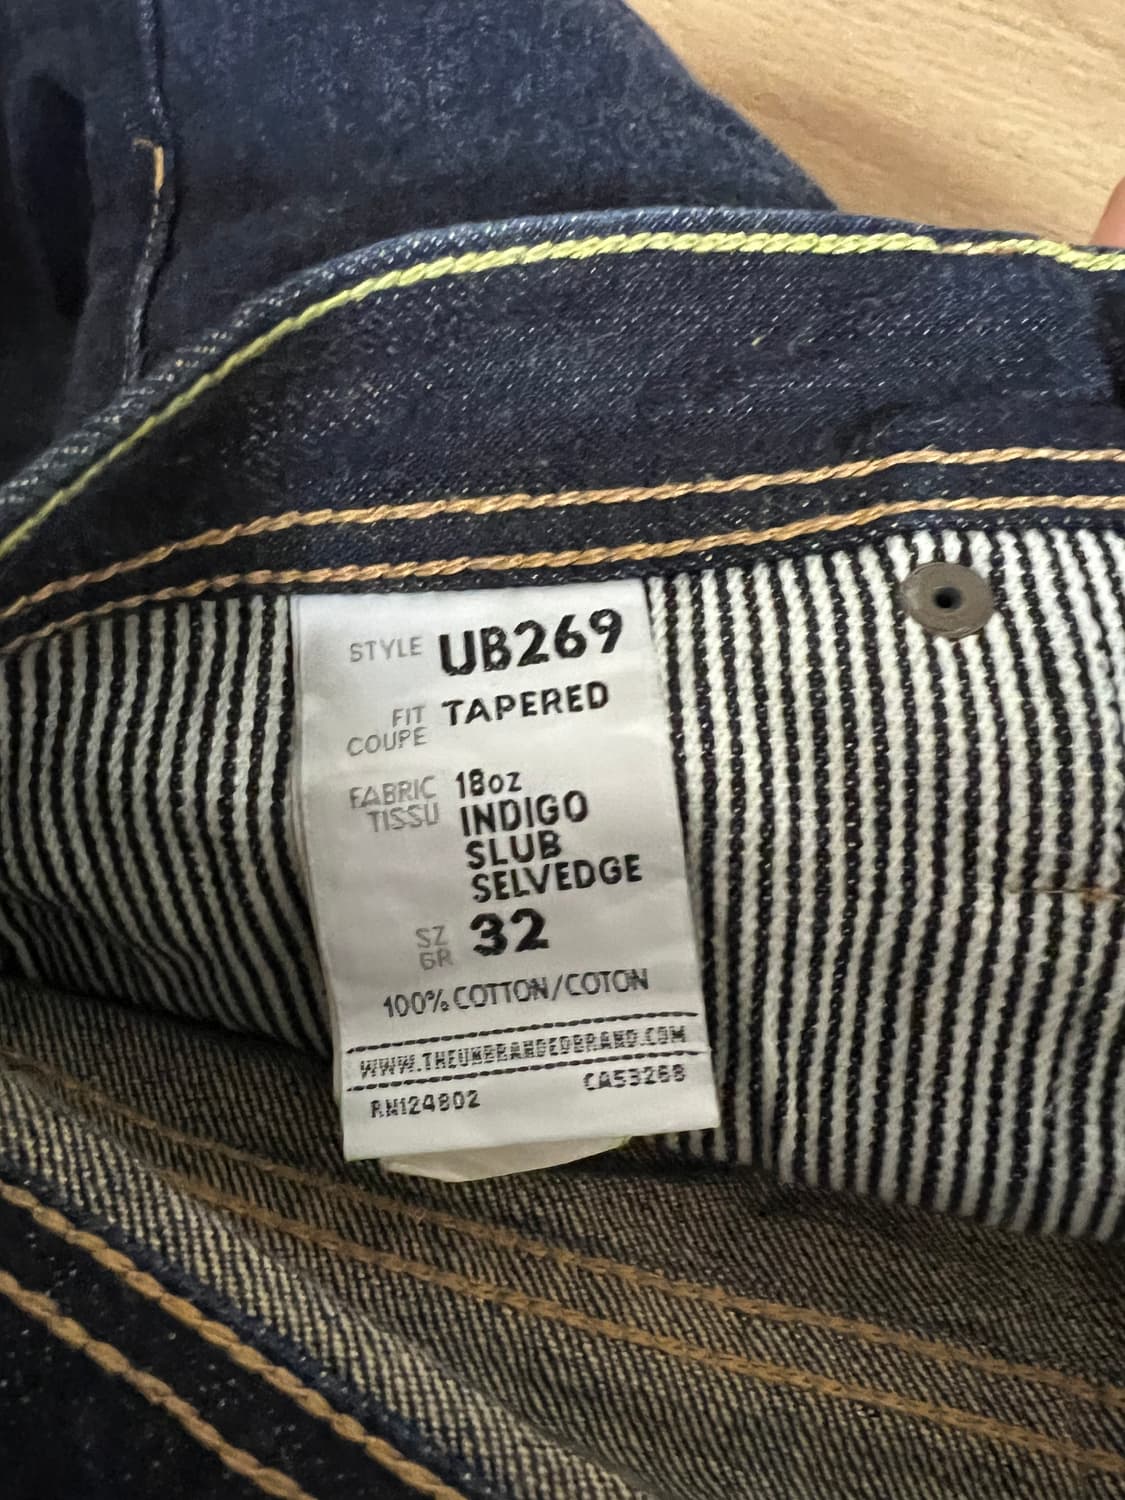 STYLE UB269
FIT TAPERED
COUPE
FABRIC 18oz
TISSU INDIGO
SLUB
SELVEDGE
SZ 32
GR
100% COTTON/COTON
WWW.THEUNBRANDEDBRAND.COM
RN124802 CA53268